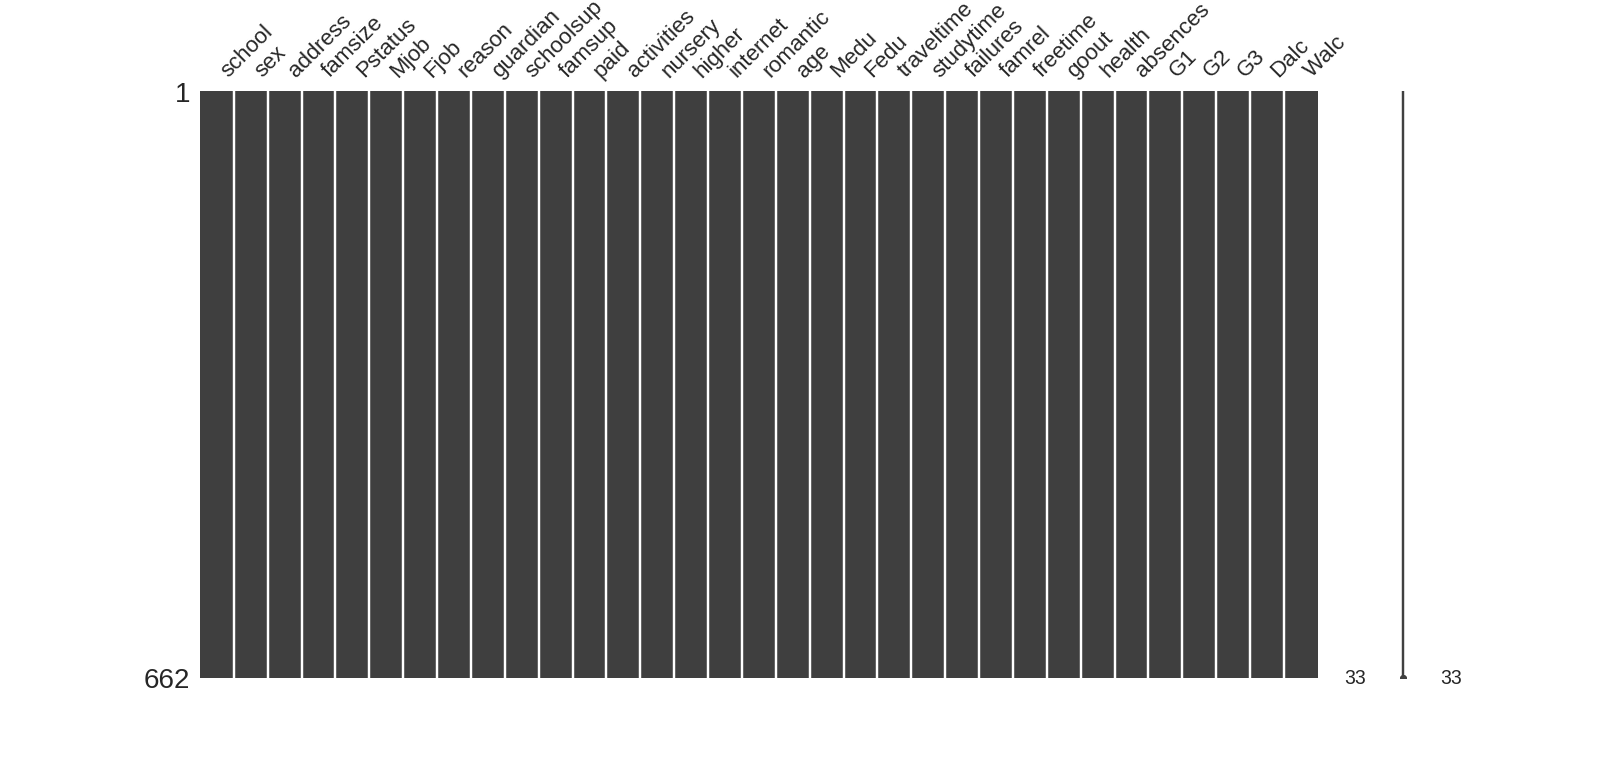 school sex address famsize Pstatus Mjob Fjob reason guardian schoolsup famsup paid activities nursery higher internet romantic age Medu Fedu traveltime studytime failures famrel freetime goout health absences G1 G2 G3 Dalc Walc
1
662 33 33